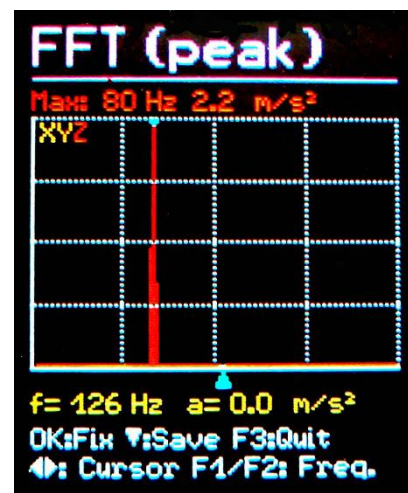 FFT (peak)
Max: 80 Hz 2.2 m/s²
XYZ
f= 126 Hz a= 0.0 m/s²
OK:Fix ▼:Save F3:Quit
◀▶: Cursor F1/F2: Freq.